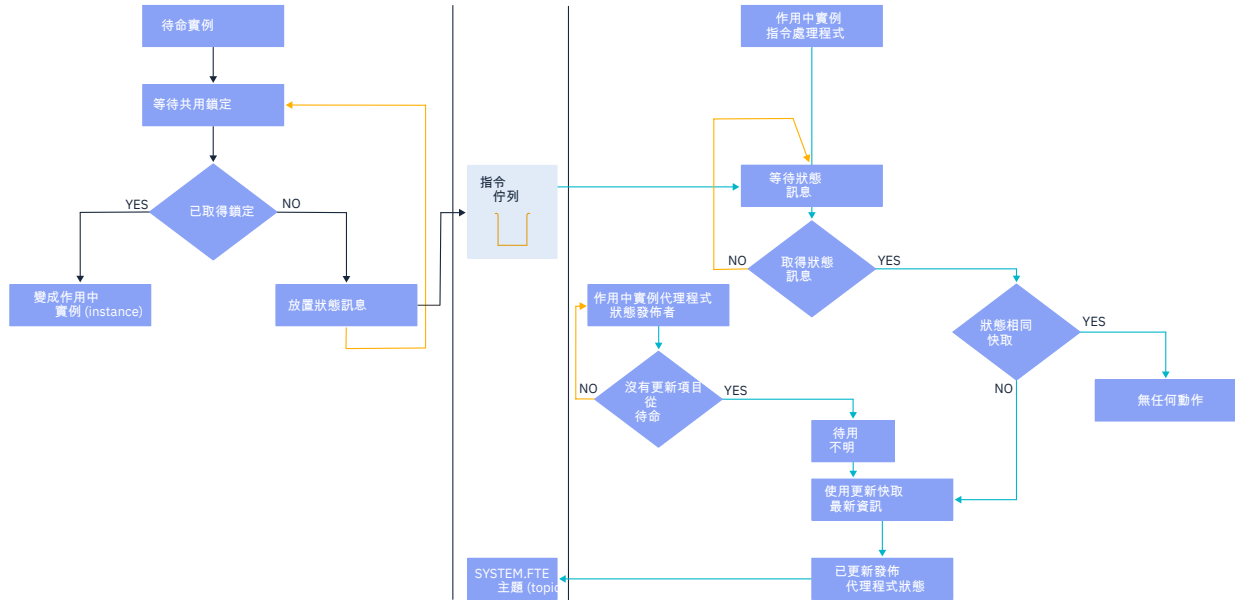 待命實例
等待共用鎖定
已取得鎖定
YES
NO
變成作用中
實例 (instance)
放置狀態訊息
指令
佇列
SYSTEM.FTE
主題 (topic
作用中實例
指令處理程式
等待狀態
訊息
取得狀態
訊息
NO
YES
作用中實例代理程式
狀態發佈者
沒有更新項目
從
待命
NO
YES
狀態相同
快取
YES
NO
無任何動作
待用
不明
使用更新快取
最新資訊
已更新發佈
代理程式狀態